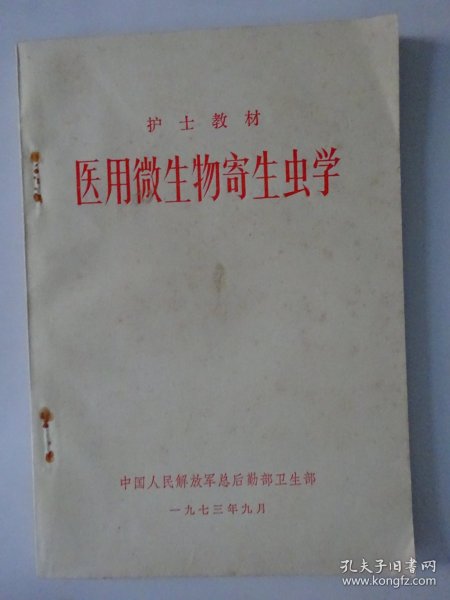 护士教材
医用微生物寄生虫学
中国人民解放军总后勤部卫生部
一九七三年九月
孔夫子旧书网
www.kongfz.com